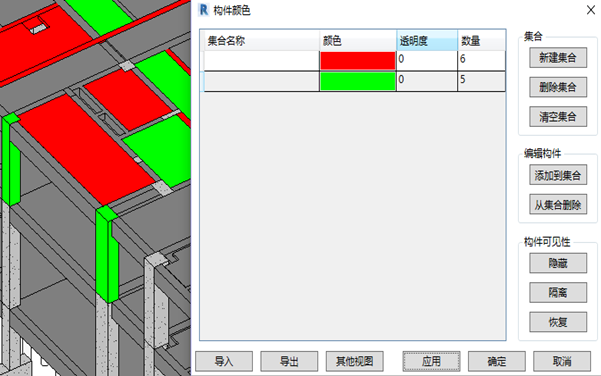 R 构件颜色
集合名称 颜色 透明度 数量
0 6
0 5
集合
新建集合
删除集合
清空集合
编辑构件
添加到集合
从集合删除
构件可见性
隐藏
隔离
恢复
导入 导出 其他视图 应用 确定 取消